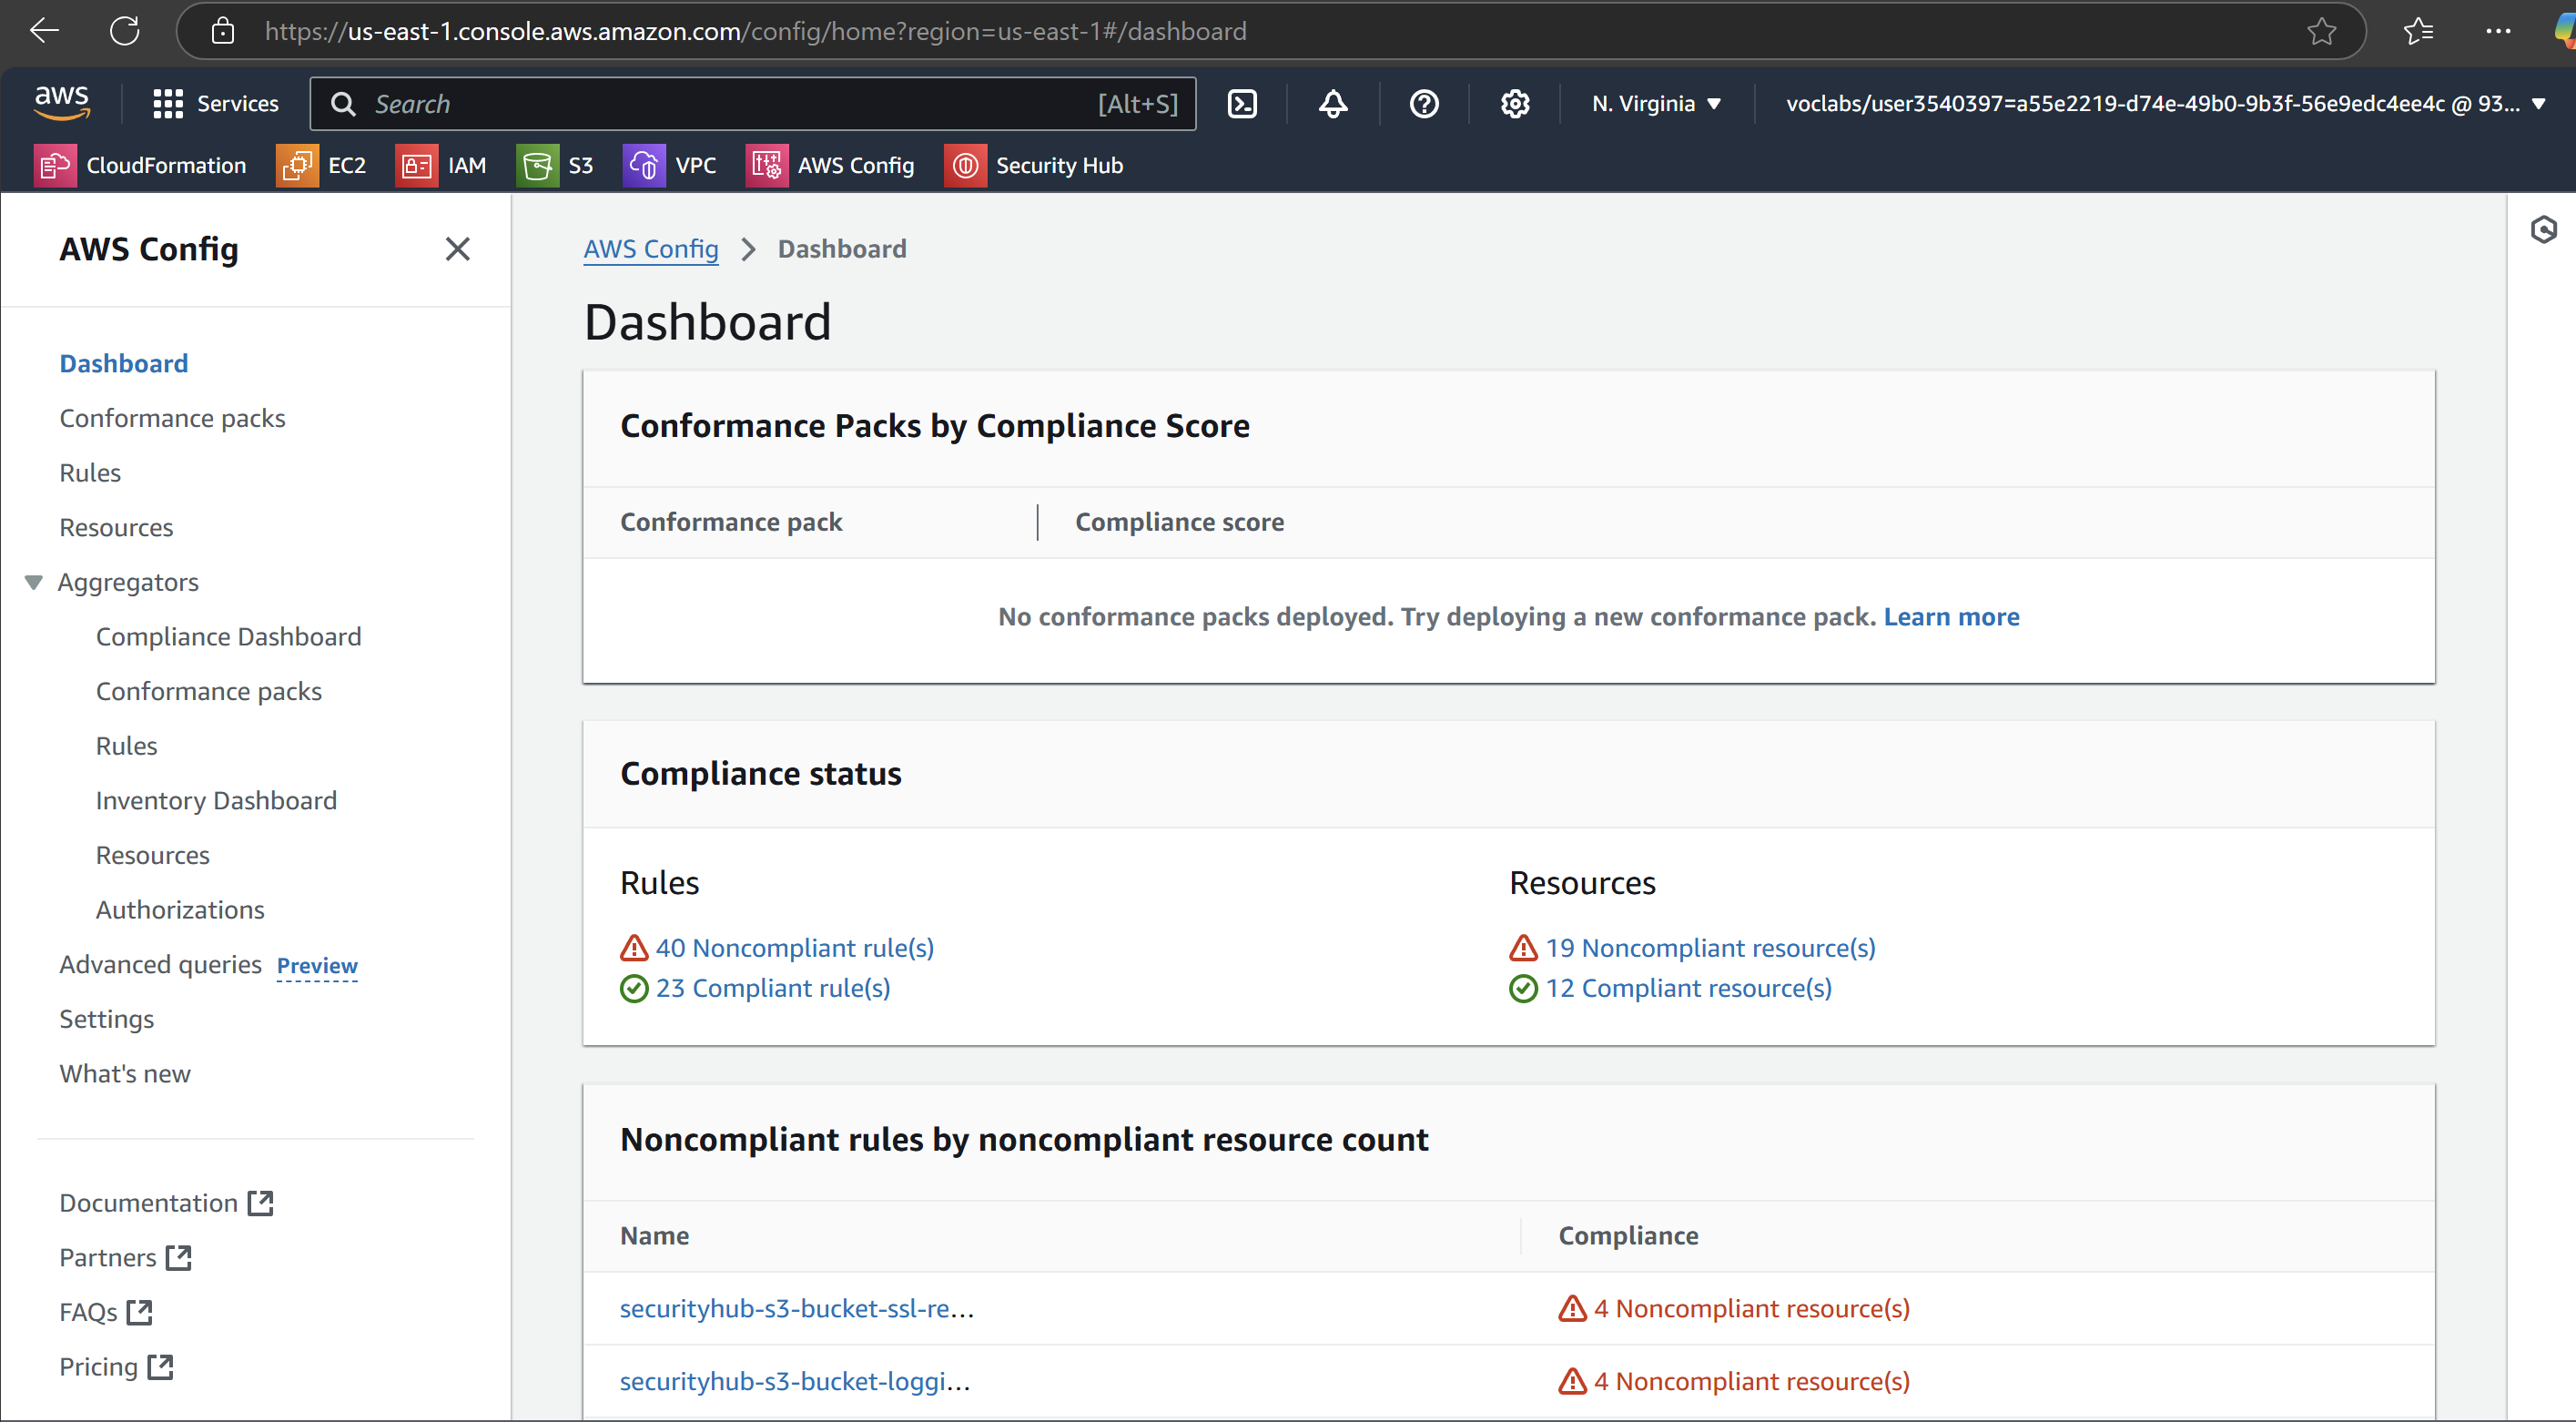 https://us-east-1.console.aws.amazon.com/config/home?region=us-east-1#/dashboard
aws
Services
Search
[Alt+S]
N. Virginia
voclabs/user3540397=a55e2219-d74e-49b0-9b3f-56e9edc4ee4c @ 93...
CloudFormation
EC2
IAM
S3
VPC
AWS Config
Security Hub
AWS Config
Dashboard
Conformance packs
Rules
Resources
Aggregators
Compliance Dashboard
Conformance packs
Rules
Inventory Dashboard
Resources
Authorizations
Advanced queries Preview
Settings
What's new
Documentation
Partners
FAQs
Pricing
AWS Config > Dashboard
Dashboard
Conformance Packs by Compliance Score
Conformance pack
Compliance score
No conformance packs deployed. Try deploying a new conformance pack. Learn more
Compliance status
Rules
40 Noncompliant rule(s)
23 Compliant rule(s)
Resources
19 Noncompliant resource(s)
12 Compliant resource(s)
Noncompliant rules by noncompliant resource count
Name
Compliance
securityhub-s3-bucket-ssl-re...
4 Noncompliant resource(s)
securityhub-s3-bucket-loggi...
4 Noncompliant resource(s)